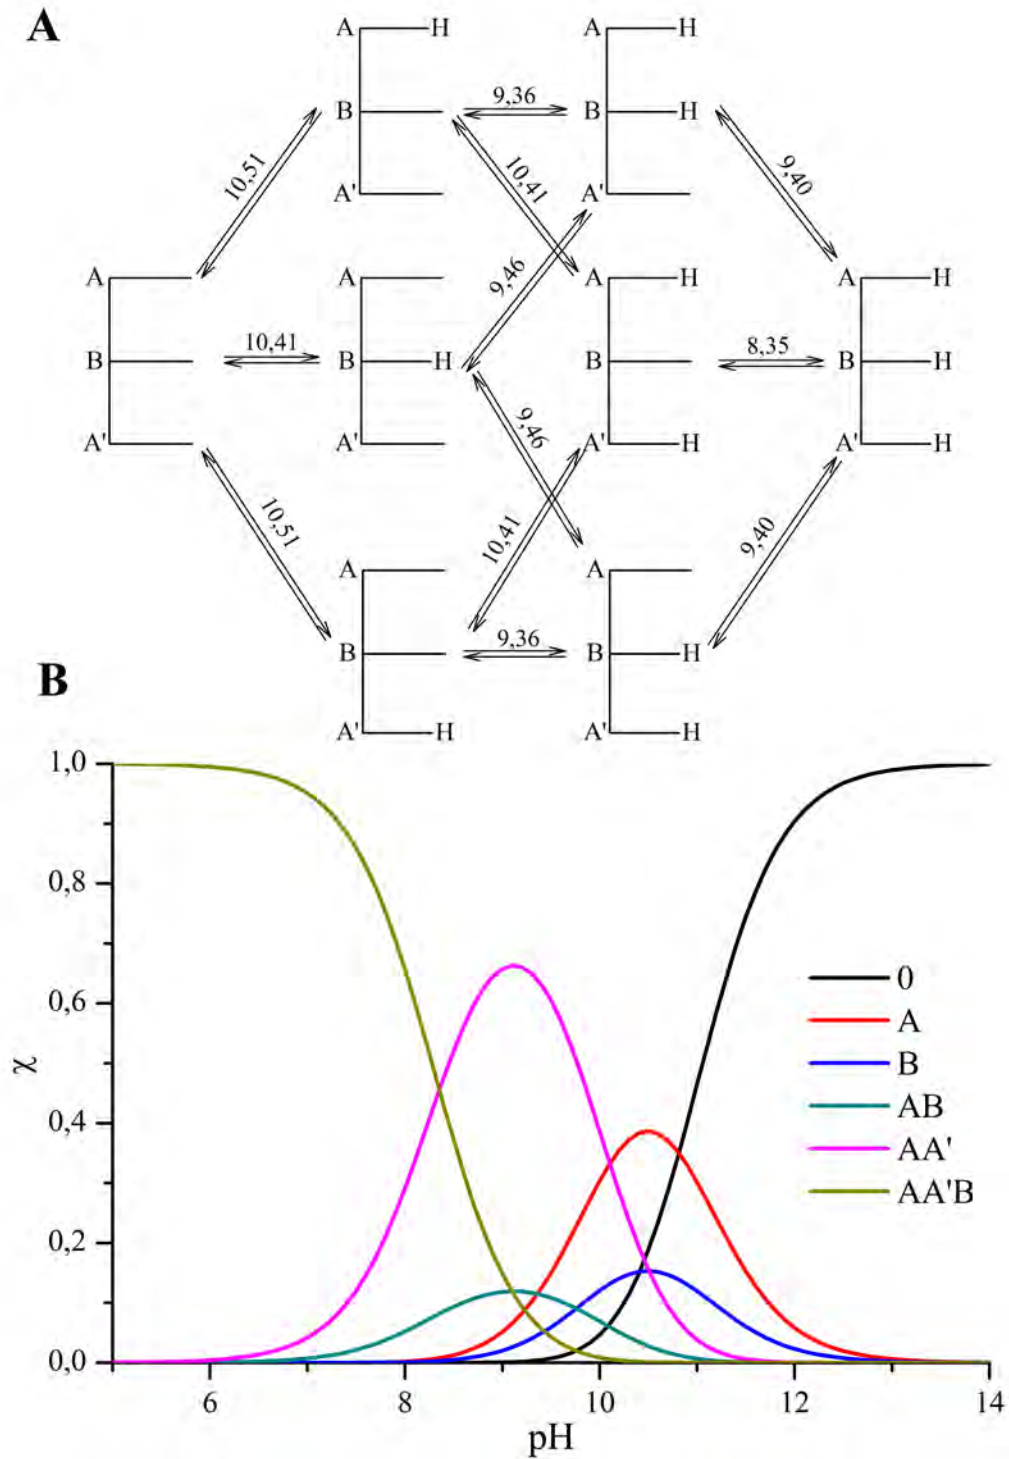 A
A H A H
B 9,36 B H
10,51 10,41 9,40
A' A'
9,46
A A A H A H
B 10,41 B H B 8,35 B H
A' A' A' H A' H
9,46
10,51 10,41 9,40
A A
B 9,36 B H
A' H A' H
B
1,0
0,8
0,6
0,4
0,2
0,0
χ
0
A
B
AB
AA'
AA'B
6 8 10 12 14
pH